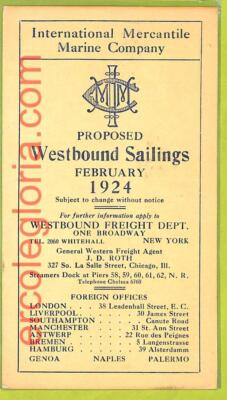 International Mercantile
Marine Company
IMMC
PROPOSED
Westbound Sailings
FEBRUARY
1924
Subject to change without notice
For further information apply to
WESTBOUND FREIGHT DEPT.
ONE BROADWAY
TEL. 2060 WHITEHALL NEW YORK
General Western Freight Agent
J. D. ROTH
327 So. La Salle Street, Chicago, Ill.
Steamers Dock at Piers 58, 59, 60, 61, 62, N. R.
Telephone Chelsea 6760
FOREIGN OFFICES
LONDON 38 Leadenhall Street, E. C.
LIVERPOOL 30 James Street
SOUTHAMPTON Canute Road
MANCHESTER 31 St. Ann Street
ANTWERP 22 Rue des Peignes
BREMEN 5 Langenstrasse
HAMBURG 39 Alsterdamm
GENOA NAPLES PALERMO
ercolegloria.com